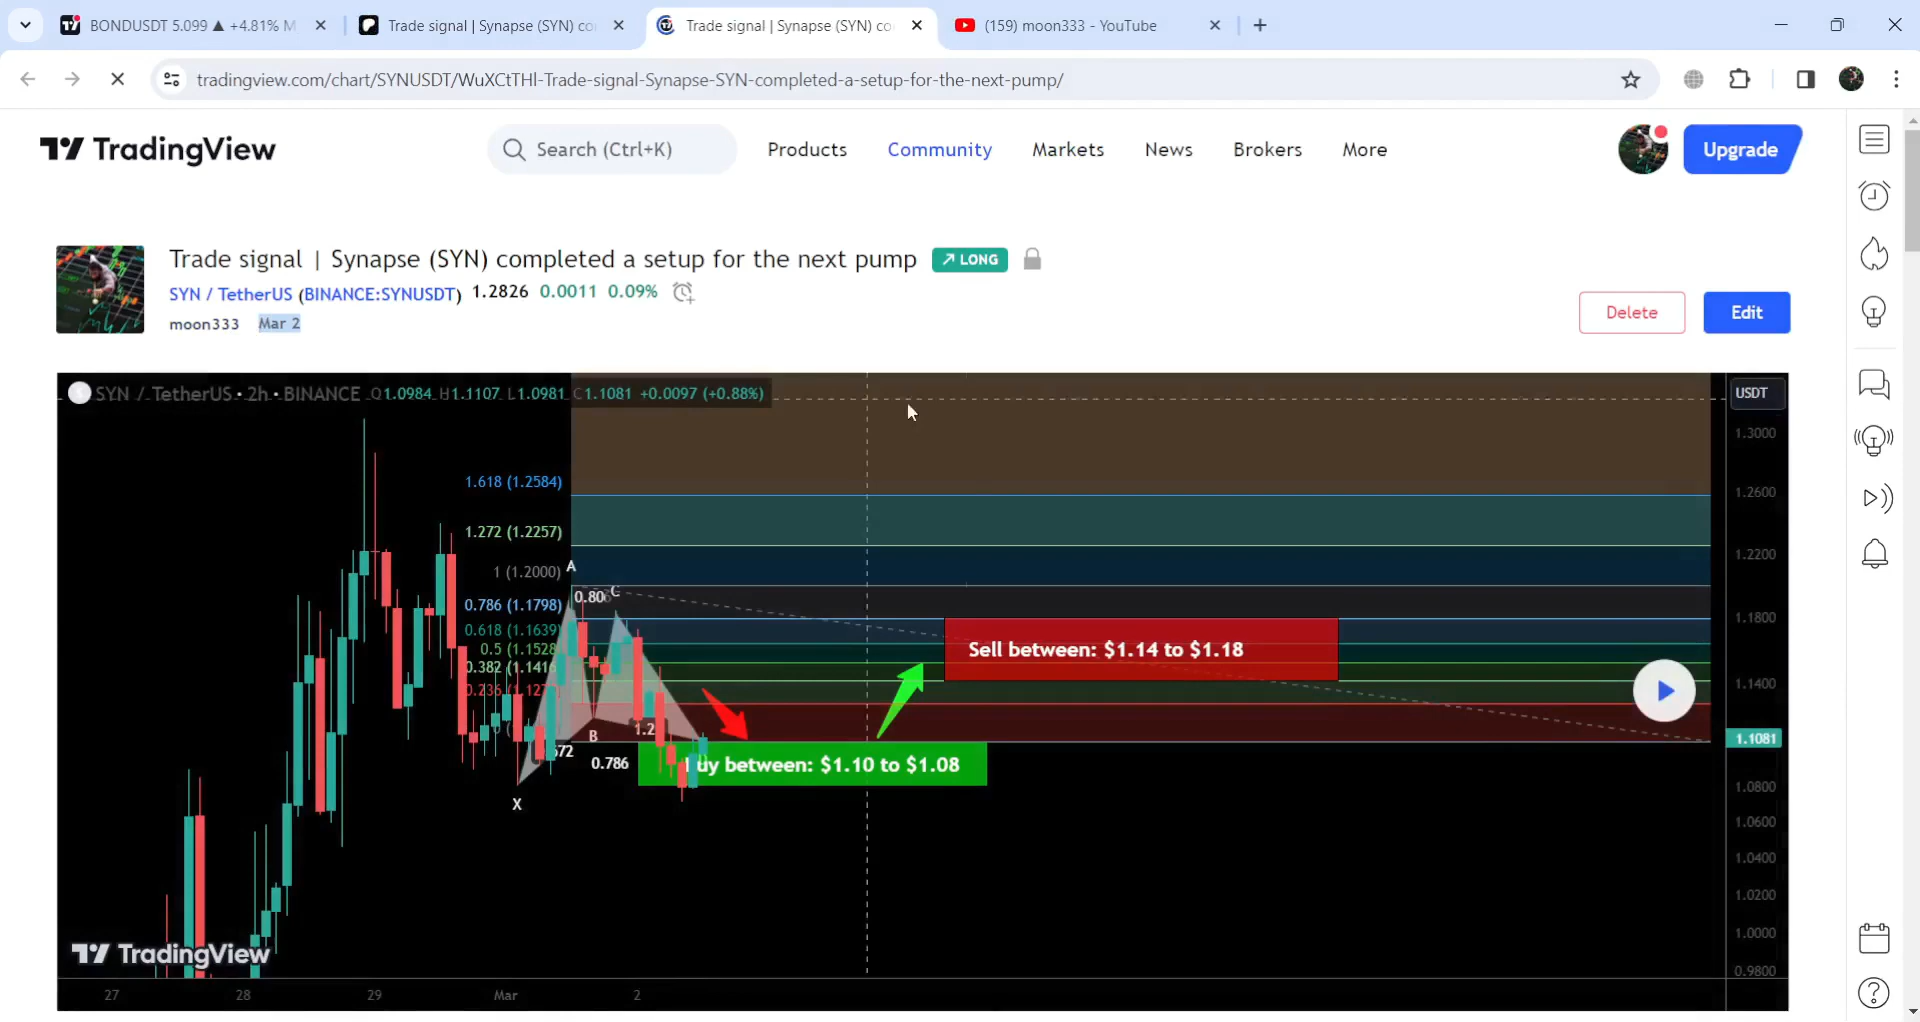 BONDUSDT 5.099 ▲ +4.81% M
Trade signal | Synapse (SYN) co
Trade signal | Synapse (SYN) co
(159) moon333 - YouTube
tradingview.com/chart/SYNUSDT/WuXCtTHl-Trade-signal-Synapse-SYN-completed-a-setup-for-the-next-pump/
TradingView
Search (Ctrl+K)
Products
Community
Markets
News
Brokers
More
Upgrade
Trade signal | Synapse (SYN) completed a setup for the next pump
LONG
SYN / TetherUS (BINANCE:SYNUSDT) 1.2826 0.0011 0.09%
moon333 Mar 2
Delete
Edit
SYN / TetherUS • 2h • BINANCE O1.0984 H1.1107 L1.0981 C1.1081 +0.0097 (+0.88%)
USDT
1.3000
1.618 (1.2584)
1.2600
1.272 (1.2257)
1.2200
1 (1.2000)
A
0.786 (1.1798)
0.80
C
1.1800
0.618 (1.1639)
0.5 (1.1528
0.382 (1.1416
Sell between: $1.14 to $1.18
1.1400
0.236 (1.127
B
1.2
1.1081
0.786
uy between: $1.10 to $1.08
1.0800
X
1.0600
1.0400
1.0200
1.0000
TradingView
0.9800
27
28
29
Mar
2